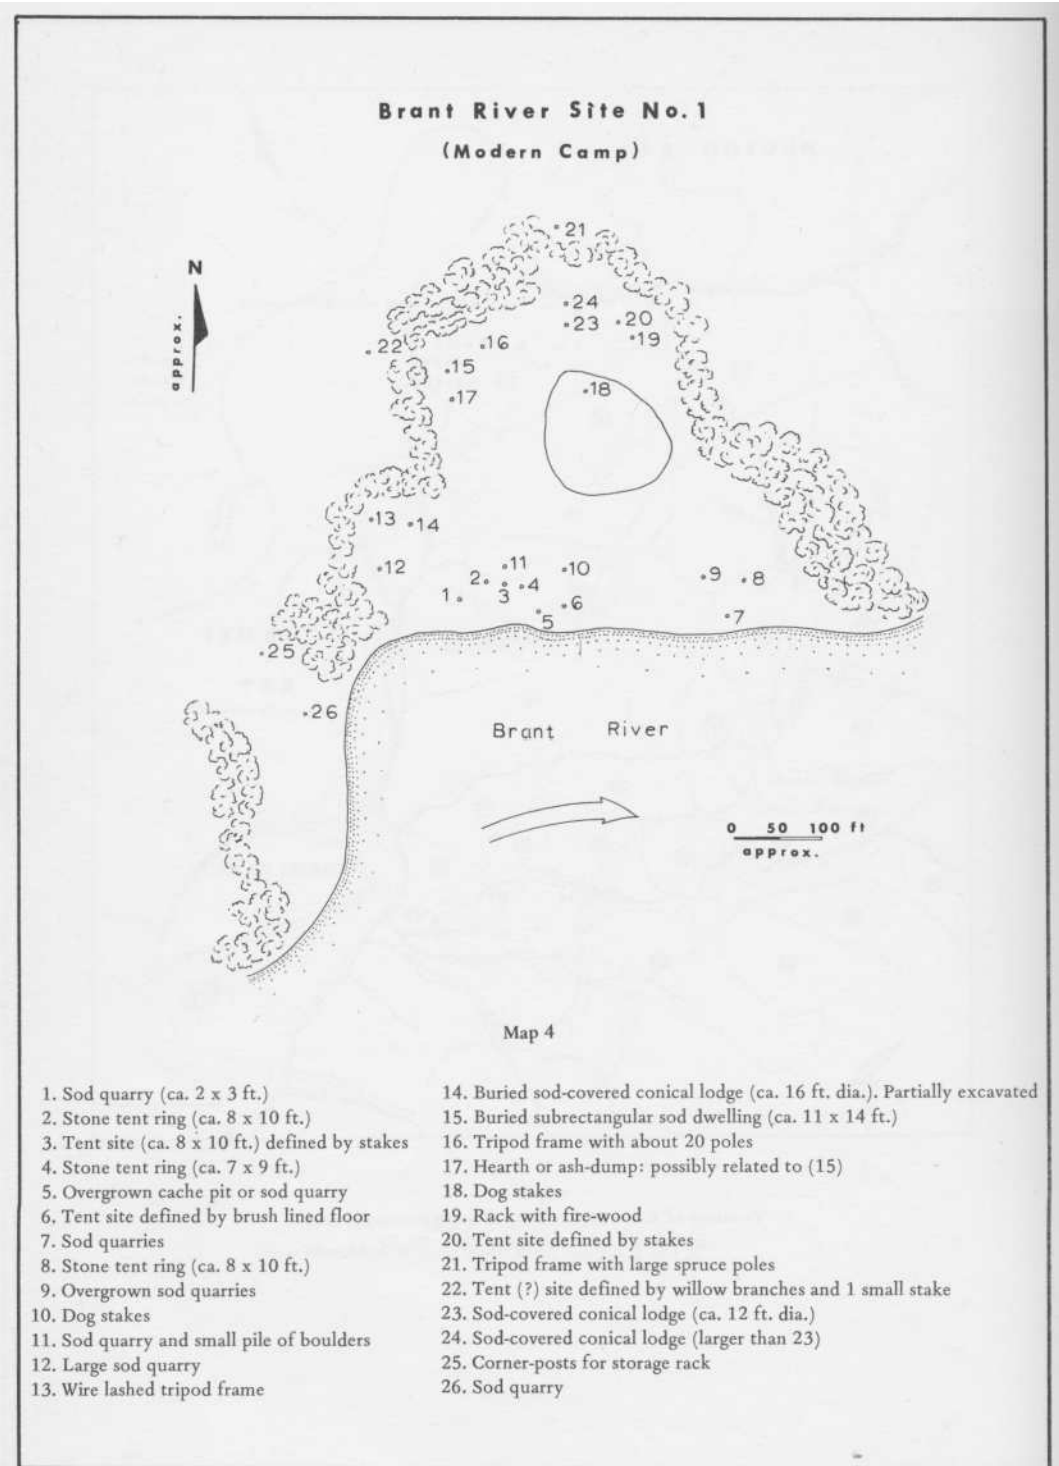 Brant River Site No. 1
(Modern Camp)
N
approx.
21
24
23
20
19
22
16
15
17
18
13
14
12
11
10
2
4
1
3
6
5
9
8
7
25
26
Brant River
0 50 100 ft
approx.
Map 4
1. Sod quarry (ca. 2 x 3 ft.)
2. Stone tent ring (ca. 8 x 10 ft.)
3. Tent site (ca. 8 x 10 ft.) defined by stakes
4. Stone tent ring (ca. 7 x 9 ft.)
5. Overgrown cache pit or sod quarry
6. Tent site defined by brush lined floor
7. Sod quarries
8. Stone tent ring (ca. 8 x 10 ft.)
9. Overgrown sod quarries
10. Dog stakes
11. Sod quarry and small pile of boulders
12. Large sod quarry
13. Wire lashed tripod frame
14. Buried sod-covered conical lodge (ca. 16 ft. dia.). Partially excavated
15. Buried subrectangular sod dwelling (ca. 11 x 14 ft.)
16. Tripod frame with about 20 poles
17. Hearth or ash-dump: possibly related to (15)
18. Dog stakes
19. Rack with fire-wood
20. Tent site defined by stakes
21. Tripod frame with large spruce poles
22. Tent (?) site defined by willow branches and 1 small stake
23. Sod-covered conical lodge (ca. 12 ft. dia.)
24. Sod-covered conical lodge (larger than 23)
25. Corner-posts for storage rack
26. Sod quarry